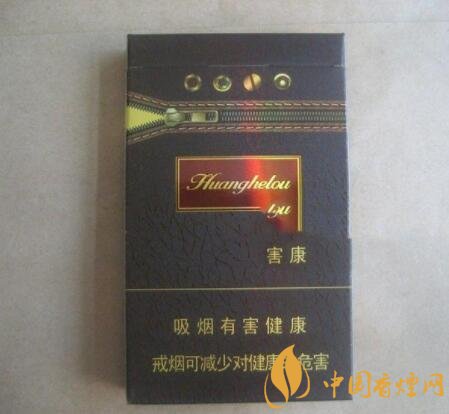 Huanghelou
害康
吸烟有害健康
戒烟可减少对健康的危害
中国香烟网